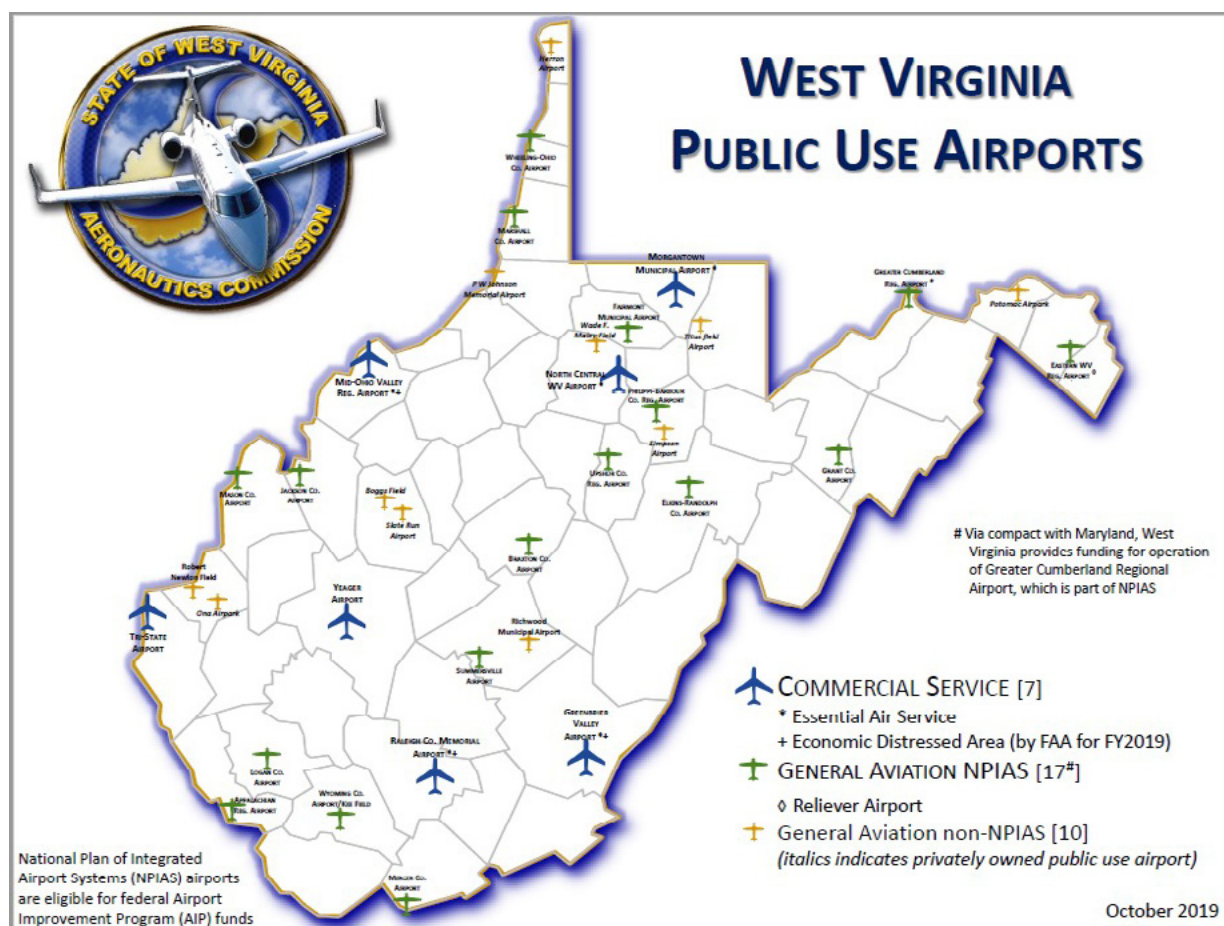 STATE OF WEST VIRGINIA
AERONAUTICS COMMISSION
WEST VIRGINIA
PUBLIC USE AIRPORTS
Herron
Airport
WHEELING-OHIO
CO. AIRPORT
MARSHALL
CO. AIRPORT
P W Johnson
Memorial Airport
MORGANTOWN
MUNICIPAL AIRPORT *
FAIRMONT
MUNICIPAL AIRPORT
Wade F.
Maley Field
Titus field
Airport
GREATER CUMBERLAND
REG. AIRPORT #
Potomac Airpark
EASTERN WV
REG. AIRPORT ◊
MID-OHIO VALLEY
REG. AIRPORT *+
NORTH CENTRAL
WV AIRPORT *
PHILIPPI-BARBOUR
CO. REG. AIRPORT
Simpson
Airport
UPSHUR CO.
REG. AIRPORT
ELKINS-RANDOLPH
CO. AIRPORT
GRANT CO.
AIRPORT
MASON CO.
AIRPORT
JACKSON CO.
AIRPORT
Boggs Field
Slate Run
Airport
BRAXTON CO.
AIRPORT
Robert
Newlon Field
Ona Airpark
TRI-STATE
AIRPORT
YEAGER
AIRPORT
Richwood
Municipal Airport
SUMMERSVILLE
AIRPORT
GREENBRIER
VALLEY
AIRPORT *+
RALEIGH CO. MEMORIAL
AIRPORT *+
LOGAN CO.
AIRPORT
APPALACHIAN
REG. AIRPORT
WYOMING CO.
AIRPORT/KEE FIELD
MERCER CO.
AIRPORT
# Via compact with Maryland, West
Virginia provides funding for operation
of Greater Cumberland Regional
Airport, which is part of NPIAS
COMMERCIAL SERVICE [7]
* Essential Air Service
+ Economic Distressed Area (by FAA for FY2019)
GENERAL AVIATION NPIAS [17#]
◊ Reliever Airport
General Aviation non-NPIAS [10]
(italics indicates privately owned public use airport)
National Plan of Integrated
Airport Systems (NPIAS) airports
are eligible for federal Airport
Improvement Program (AIP) funds
October 2019